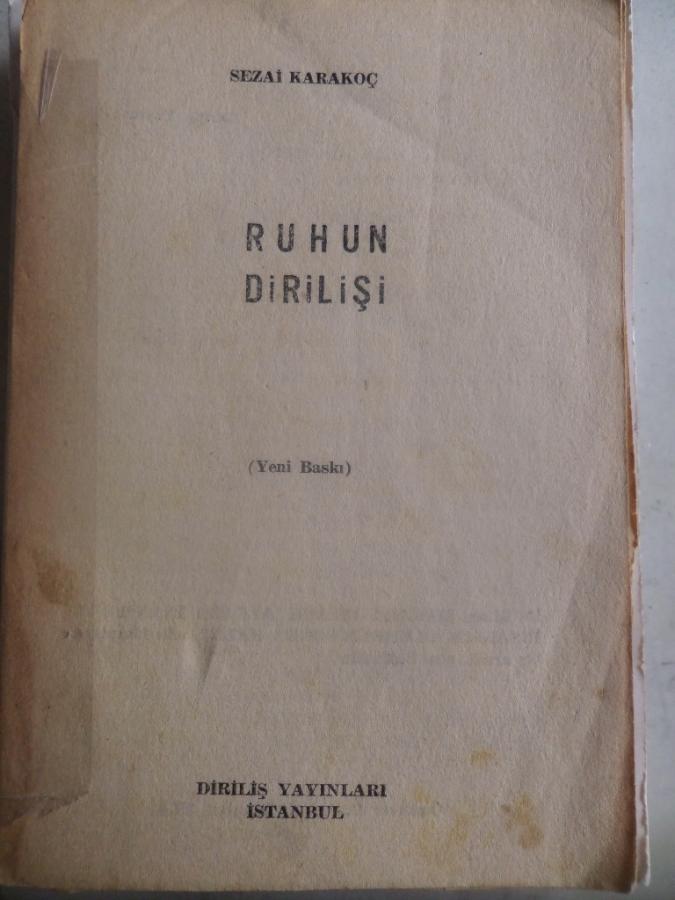 SEZAİ KARAKOÇ
RUHUN
DİRİLİŞİ
(Yeni Baskı)
DİRİLİŞ YAYINLARI
İSTANBUL